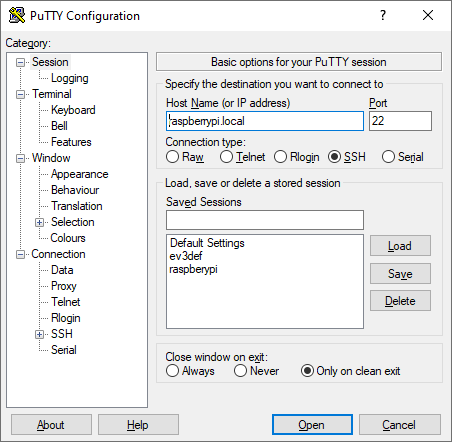 PuTTY Configuration
?
Category:
Session
Logging
Terminal
Keyboard
Bell
Features
Window
Appearance
Behaviour
Translation
Selection
Colours
Connection
Data
Proxy
Telnet
Rlogin
SSH
Serial
Basic options for your PuTTY session
Specify the destination you want to connect to
Host Name (or IP address) Port
raspberrypi.local 22
Connection type:
Raw Telnet Rlogin SSH Serial
Load, save or delete a stored session
Saved Sessions
Default Settings
ev3def
raspberypi
Load
Save
Delete
Close window on exit:
Always Never Only on clean exit
About Help Open Cancel